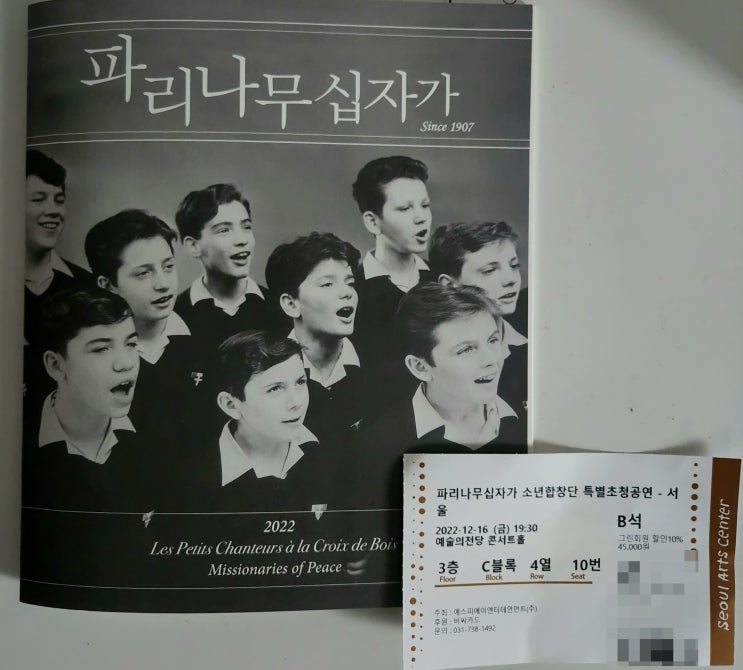 파리나무 십자가
Since 1907
2022
Les Petits Chanteurs à la Croix de Bois
Missionaries of Peace
파리나무십자가 소년합창단 특별초청공연 - 서
울
2022-12-16 (금) 19:30
예술의전당 콘서트홀
B석
그린회원 할인10%
45,000원
3층 C블록 4열 10번
Floor Block Row Seat
주최 : 에스피에이엔터테인먼트(주)
후원 : 비씨카드
문의 : 031-738-1492
Seoul Arts Center